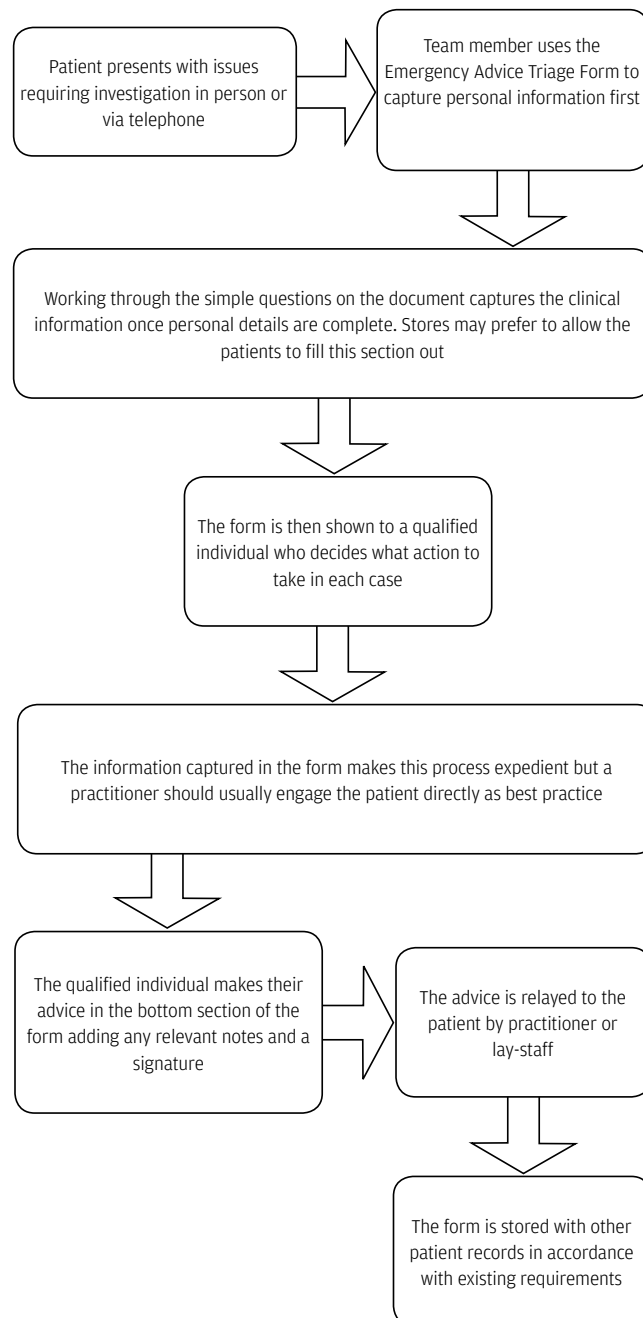 Patient presents with issues
requiring investigation in person or
via telephone
Team member uses the
Emergency Advice Triage Form to
capture personal information first
Working through the simple questions on the document captures the clinical
information once personal details are complete. Stores may prefer to allow the
patients to fill this section out
The form is then shown to a qualified
individual who decides what action to
take in each case
The information captured in the form makes this process expedient but a
practitioner should usually engage the patient directly as best practice
The qualified individual makes their
advice in the bottom section of the
form adding any relevant notes and a
signature
The advice is relayed to the
patient by practitioner or
lay-staff
The form is stored with other
patient records in accordance
with existing requirements